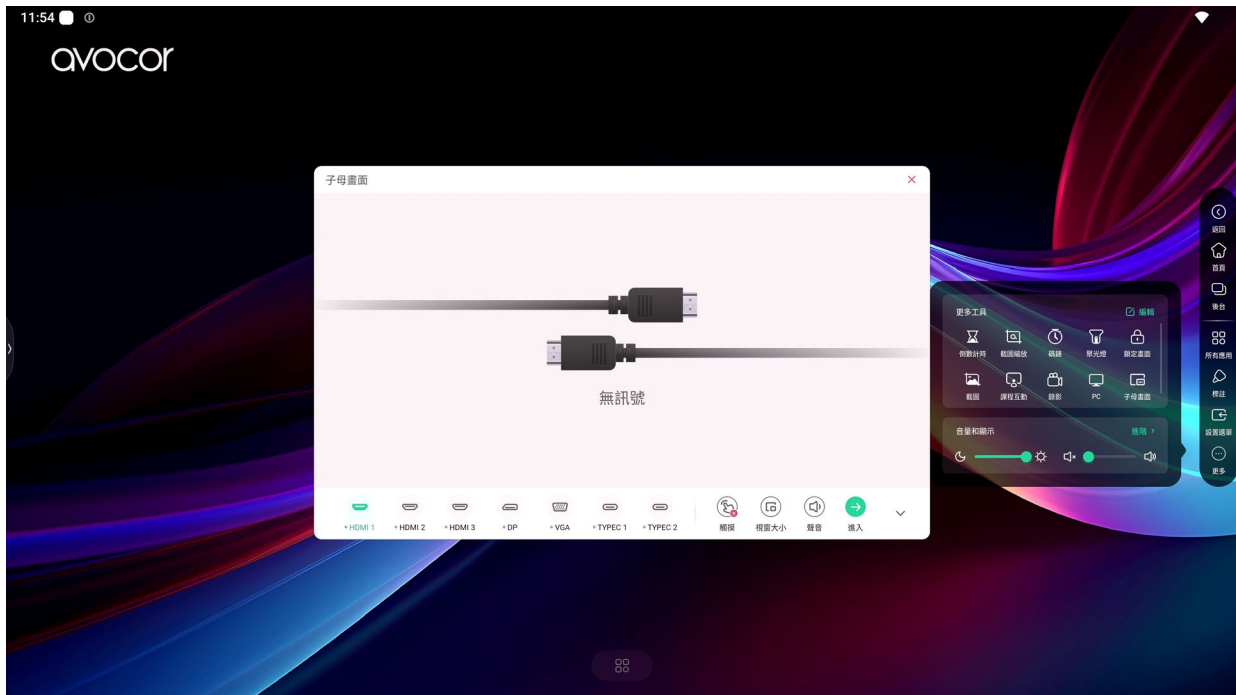 11:54
avocor
子母畫面
無訊號
HDMI 1
HDMI 2
HDMI 3
DP
VGA
TYPEC 1
TYPEC 2
觸摸
視窗大小
聲音
進入
更多工具
編輯
倒數計時
截圖縮放
碼錶
聚光燈
鎖定畫面
截圖
課程互動
錄影
PC
子母畫面
音量和顯示
進階
返回
首頁
後台
所有應用
標註
設置選單
更多